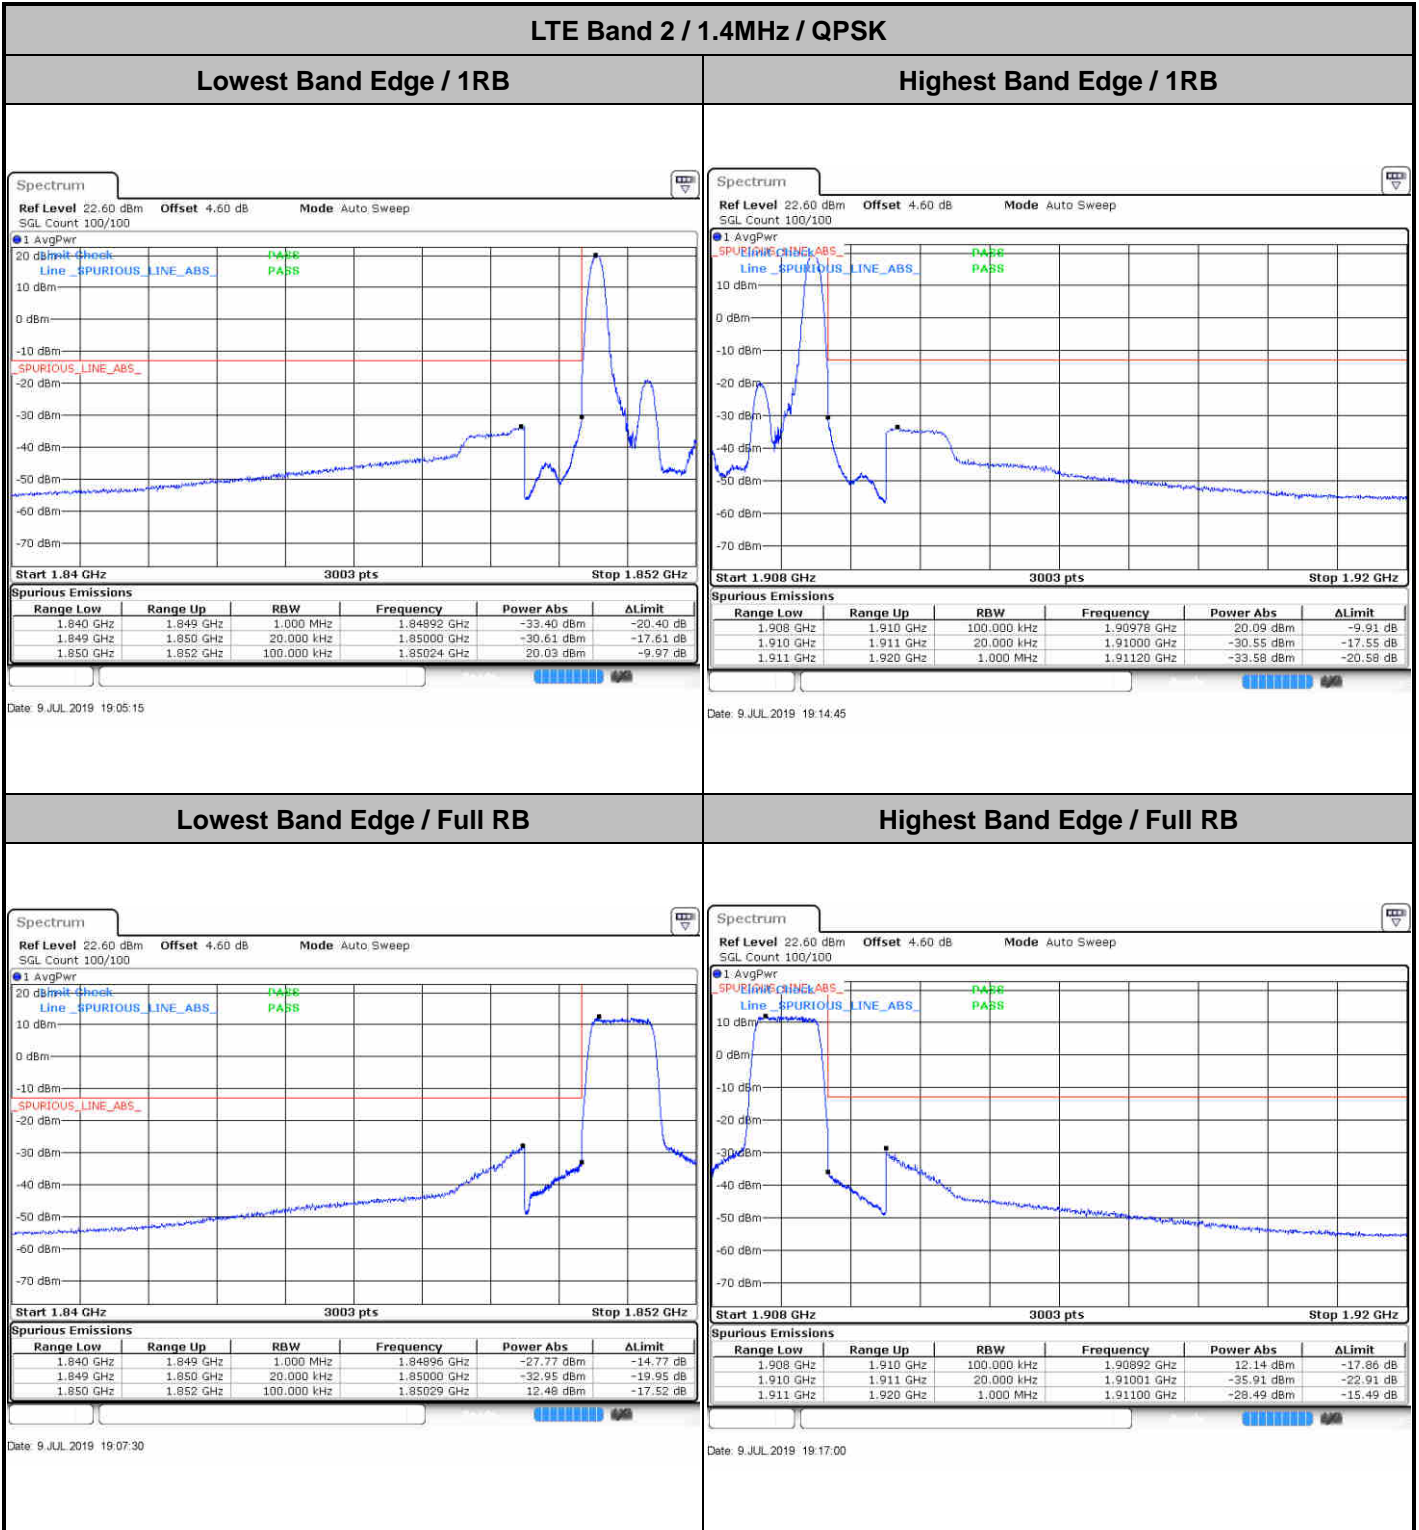 LTE Band 2 / 1.4MHz / QPSK
Lowest Band Edge / 1RB
Highest Band Edge / 1RB
Spectrum
Ref Level 22.60 dBm Offset 4.60 dB Mode Auto Sweep
SGL Count 100/100
1 AvgPwr
20 dBm Limit Check PASS
Line _SPURIOUS_LINE_ABS_ PASS
10 dBm
0 dBm
-10 dBm
_SPURIOUS_LINE_ABS_
-20 dBm
-30 dBm
-40 dBm
-50 dBm
-60 dBm
-70 dBm
Start 1.84 GHz 3003 pts Stop 1.852 GHz
Spurious Emissions
Range Low Range Up RBW Frequency Power Abs ΔLimit
1.840 GHz 1.849 GHz 1.000 MHz 1.84892 GHz -33.40 dBm -20.40 dB
1.849 GHz 1.850 GHz 20.000 kHz 1.85000 GHz -30.61 dBm -17.61 dB
1.850 GHz 1.852 GHz 100.000 kHz 1.85024 GHz 20.03 dBm -9.97 dB
Date: 9.JUL.2019 19:05:15
Spectrum
Ref Level 22.60 dBm Offset 4.60 dB Mode Auto Sweep
SGL Count 100/100
1 AvgPwr
_SPURIOUS_LINE_ABS_
Limit Check PASS
Line _SPURIOUS_LINE_ABS_ PASS
10 dBm
0 dBm
-10 dBm
-20 dBm
-30 dBm
-40 dBm
-50 dBm
-60 dBm
-70 dBm
Start 1.908 GHz 3003 pts Stop 1.92 GHz
Spurious Emissions
Range Low Range Up RBW Frequency Power Abs ΔLimit
1.908 GHz 1.910 GHz 100.000 kHz 1.90978 GHz 20.09 dBm -9.91 dB
1.910 GHz 1.911 GHz 20.000 kHz 1.91000 GHz -30.55 dBm -17.55 dB
1.911 GHz 1.920 GHz 1.000 MHz 1.91120 GHz -33.58 dBm -20.58 dB
Date: 9.JUL.2019 19:14:45
Lowest Band Edge / Full RB
Highest Band Edge / Full RB
Spectrum
Ref Level 22.60 dBm Offset 4.60 dB Mode Auto Sweep
SGL Count 100/100
1 AvgPwr
20 dBm Limit Check PASS
Line _SPURIOUS_LINE_ABS_ PASS
10 dBm
0 dBm
-10 dBm
_SPURIOUS_LINE_ABS_
-20 dBm
-30 dBm
-40 dBm
-50 dBm
-60 dBm
-70 dBm
Start 1.84 GHz 3003 pts Stop 1.852 GHz
Spurious Emissions
Range Low Range Up RBW Frequency Power Abs ΔLimit
1.840 GHz 1.849 GHz 1.000 MHz 1.84896 GHz -27.77 dBm -14.77 dB
1.849 GHz 1.850 GHz 20.000 kHz 1.85000 GHz -32.95 dBm -19.95 dB
1.850 GHz 1.852 GHz 100.000 kHz 1.85029 GHz 12.48 dBm -17.52 dB
Date: 9.JUL.2019 19:07:30
Spectrum
Ref Level 22.60 dBm Offset 4.60 dB Mode Auto Sweep
SGL Count 100/100
1 AvgPwr
_SPURIOUS_LINE_ABS_
Limit Check PASS
Line _SPURIOUS_LINE_ABS_ PASS
10 dBm
0 dBm
-10 dBm
-20 dBm
-30 dBm
-40 dBm
-50 dBm
-60 dBm
-70 dBm
Start 1.908 GHz 3003 pts Stop 1.92 GHz
Spurious Emissions
Range Low Range Up RBW Frequency Power Abs ΔLimit
1.908 GHz 1.910 GHz 100.000 kHz 1.90892 GHz 12.14 dBm -17.86 dB
1.910 GHz 1.911 GHz 20.000 kHz 1.91001 GHz -35.91 dBm -22.91 dB
1.911 GHz 1.920 GHz 1.000 MHz 1.91100 GHz -28.49 dBm -15.49 dB
Date: 9.JUL.2019 19:17:00